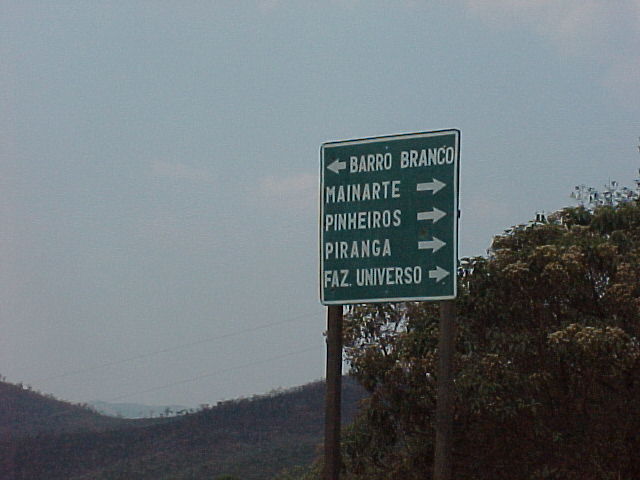 BARRO BRANCO
MAINARTE
PINHEIROS
PIRANGA
FAZ. UNIVERSO